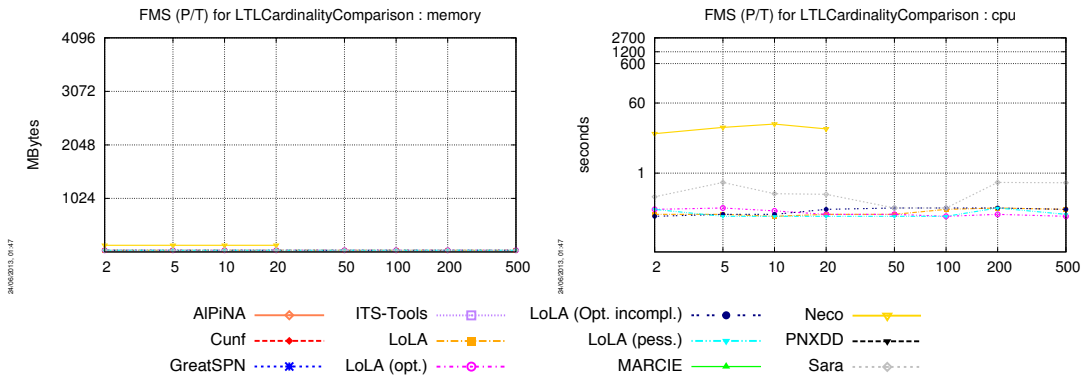 FMS (P/T) for LTLCardinalityComparison : memory
4096
3072
2048
1024
MBytes
2 5 10 20 50 100 200 500
24/06/2013, 01:47
FMS (P/T) for LTLCardinalityComparison : cpu
2700
1200
600
60
1
seconds
2 5 10 20 50 100 200 500
24/06/2013, 01:47
AlPiNA
Cunf
GreatSPN
ITS-Tools
LoLA
LoLA (opt.)
LoLA (Opt. incompl.)
LoLA (pess.)
MARCIE
Neco
PNXDD
Sara